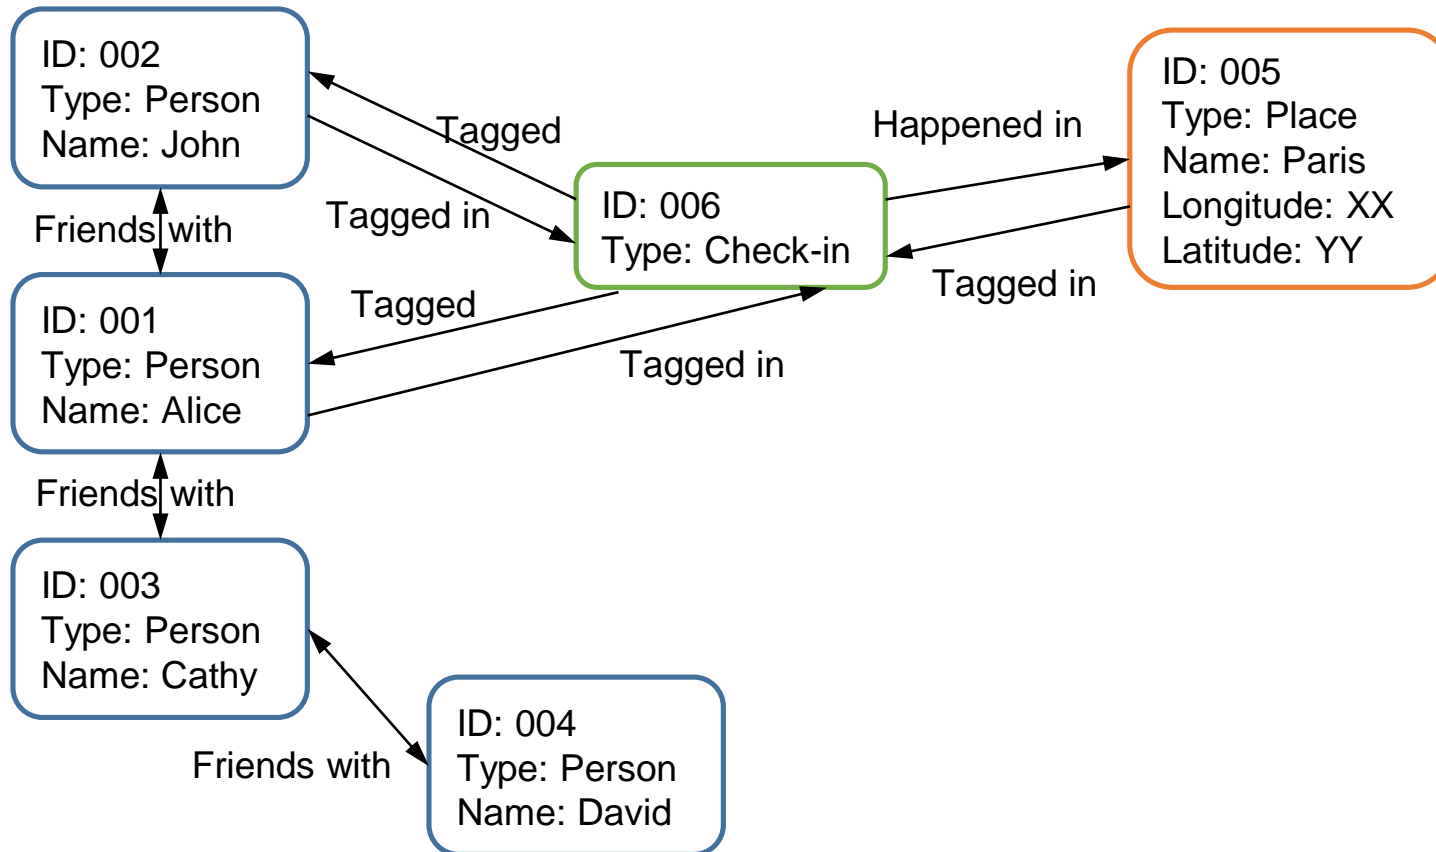 ID: 002
Type: Person
Name: John
Tagged
Happened in
ID: 005
Type: Place
Name: Paris
Longitude: XX
Latitude: YY
Friends with
Tagged in
ID: 006
Type: Check-in
Tagged in
ID: 001
Type: Person
Name: Alice
Tagged
Tagged in
Friends with
ID: 003
Type: Person
Name: Cathy
Friends with
ID: 004
Type: Person
Name: David